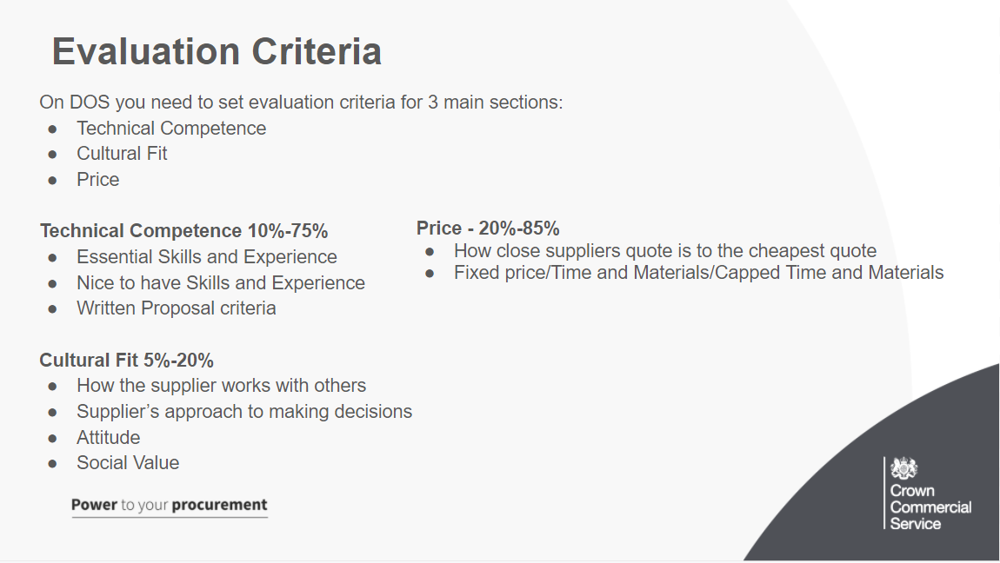 Evaluation Criteria
On DOS you need to set evaluation criteria for 3 main sections:
● Technical Competence
● Cultural Fit
● Price
Technical Competence 10%-75%
● Essential Skills and Experience
● Nice to have Skills and Experience
● Written Proposal criteria
Price - 20%-85%
● How close suppliers quote is to the cheapest quote
● Fixed price/Time and Materials/Capped Time and Materials
Cultural Fit 5%-20%
● How the supplier works with others
● Supplier’s approach to making decisions
● Attitude
● Social Value
Power to your procurement
Crown
Commercial
Service